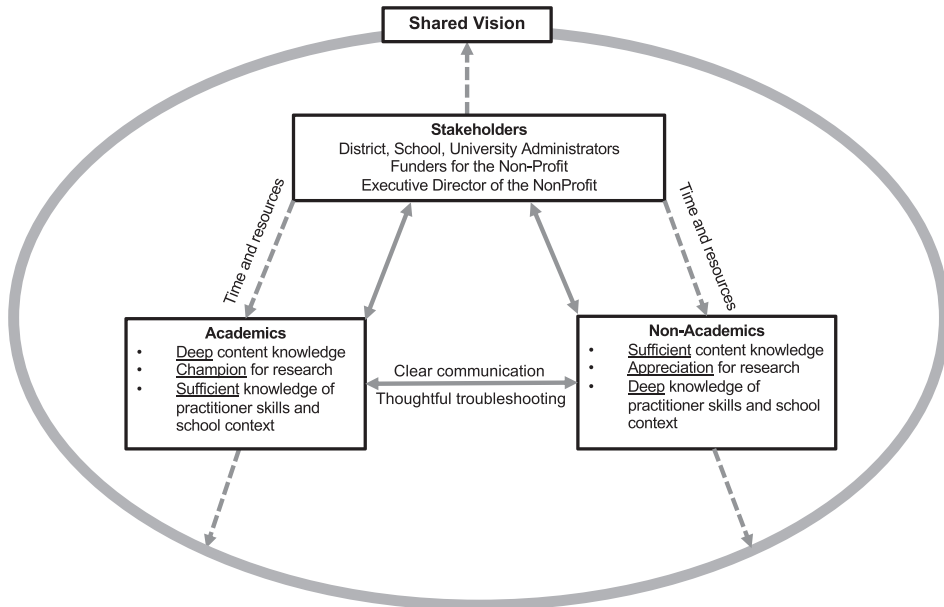 Shared Vision
Stakeholders
District, School, University Administrators
Funders for the Non-Profit
Executive Director of the NonProfit
Time and resources
Time and resources
Academics
• Deep content knowledge
• Champion for research
• Sufficient knowledge of
practitioner skills and
school context
Clear communication
Thoughtful troubleshooting
Non-Academics
• Sufficient content knowledge
• Appreciation for research
• Deep knowledge of
practitioner skills and school
context